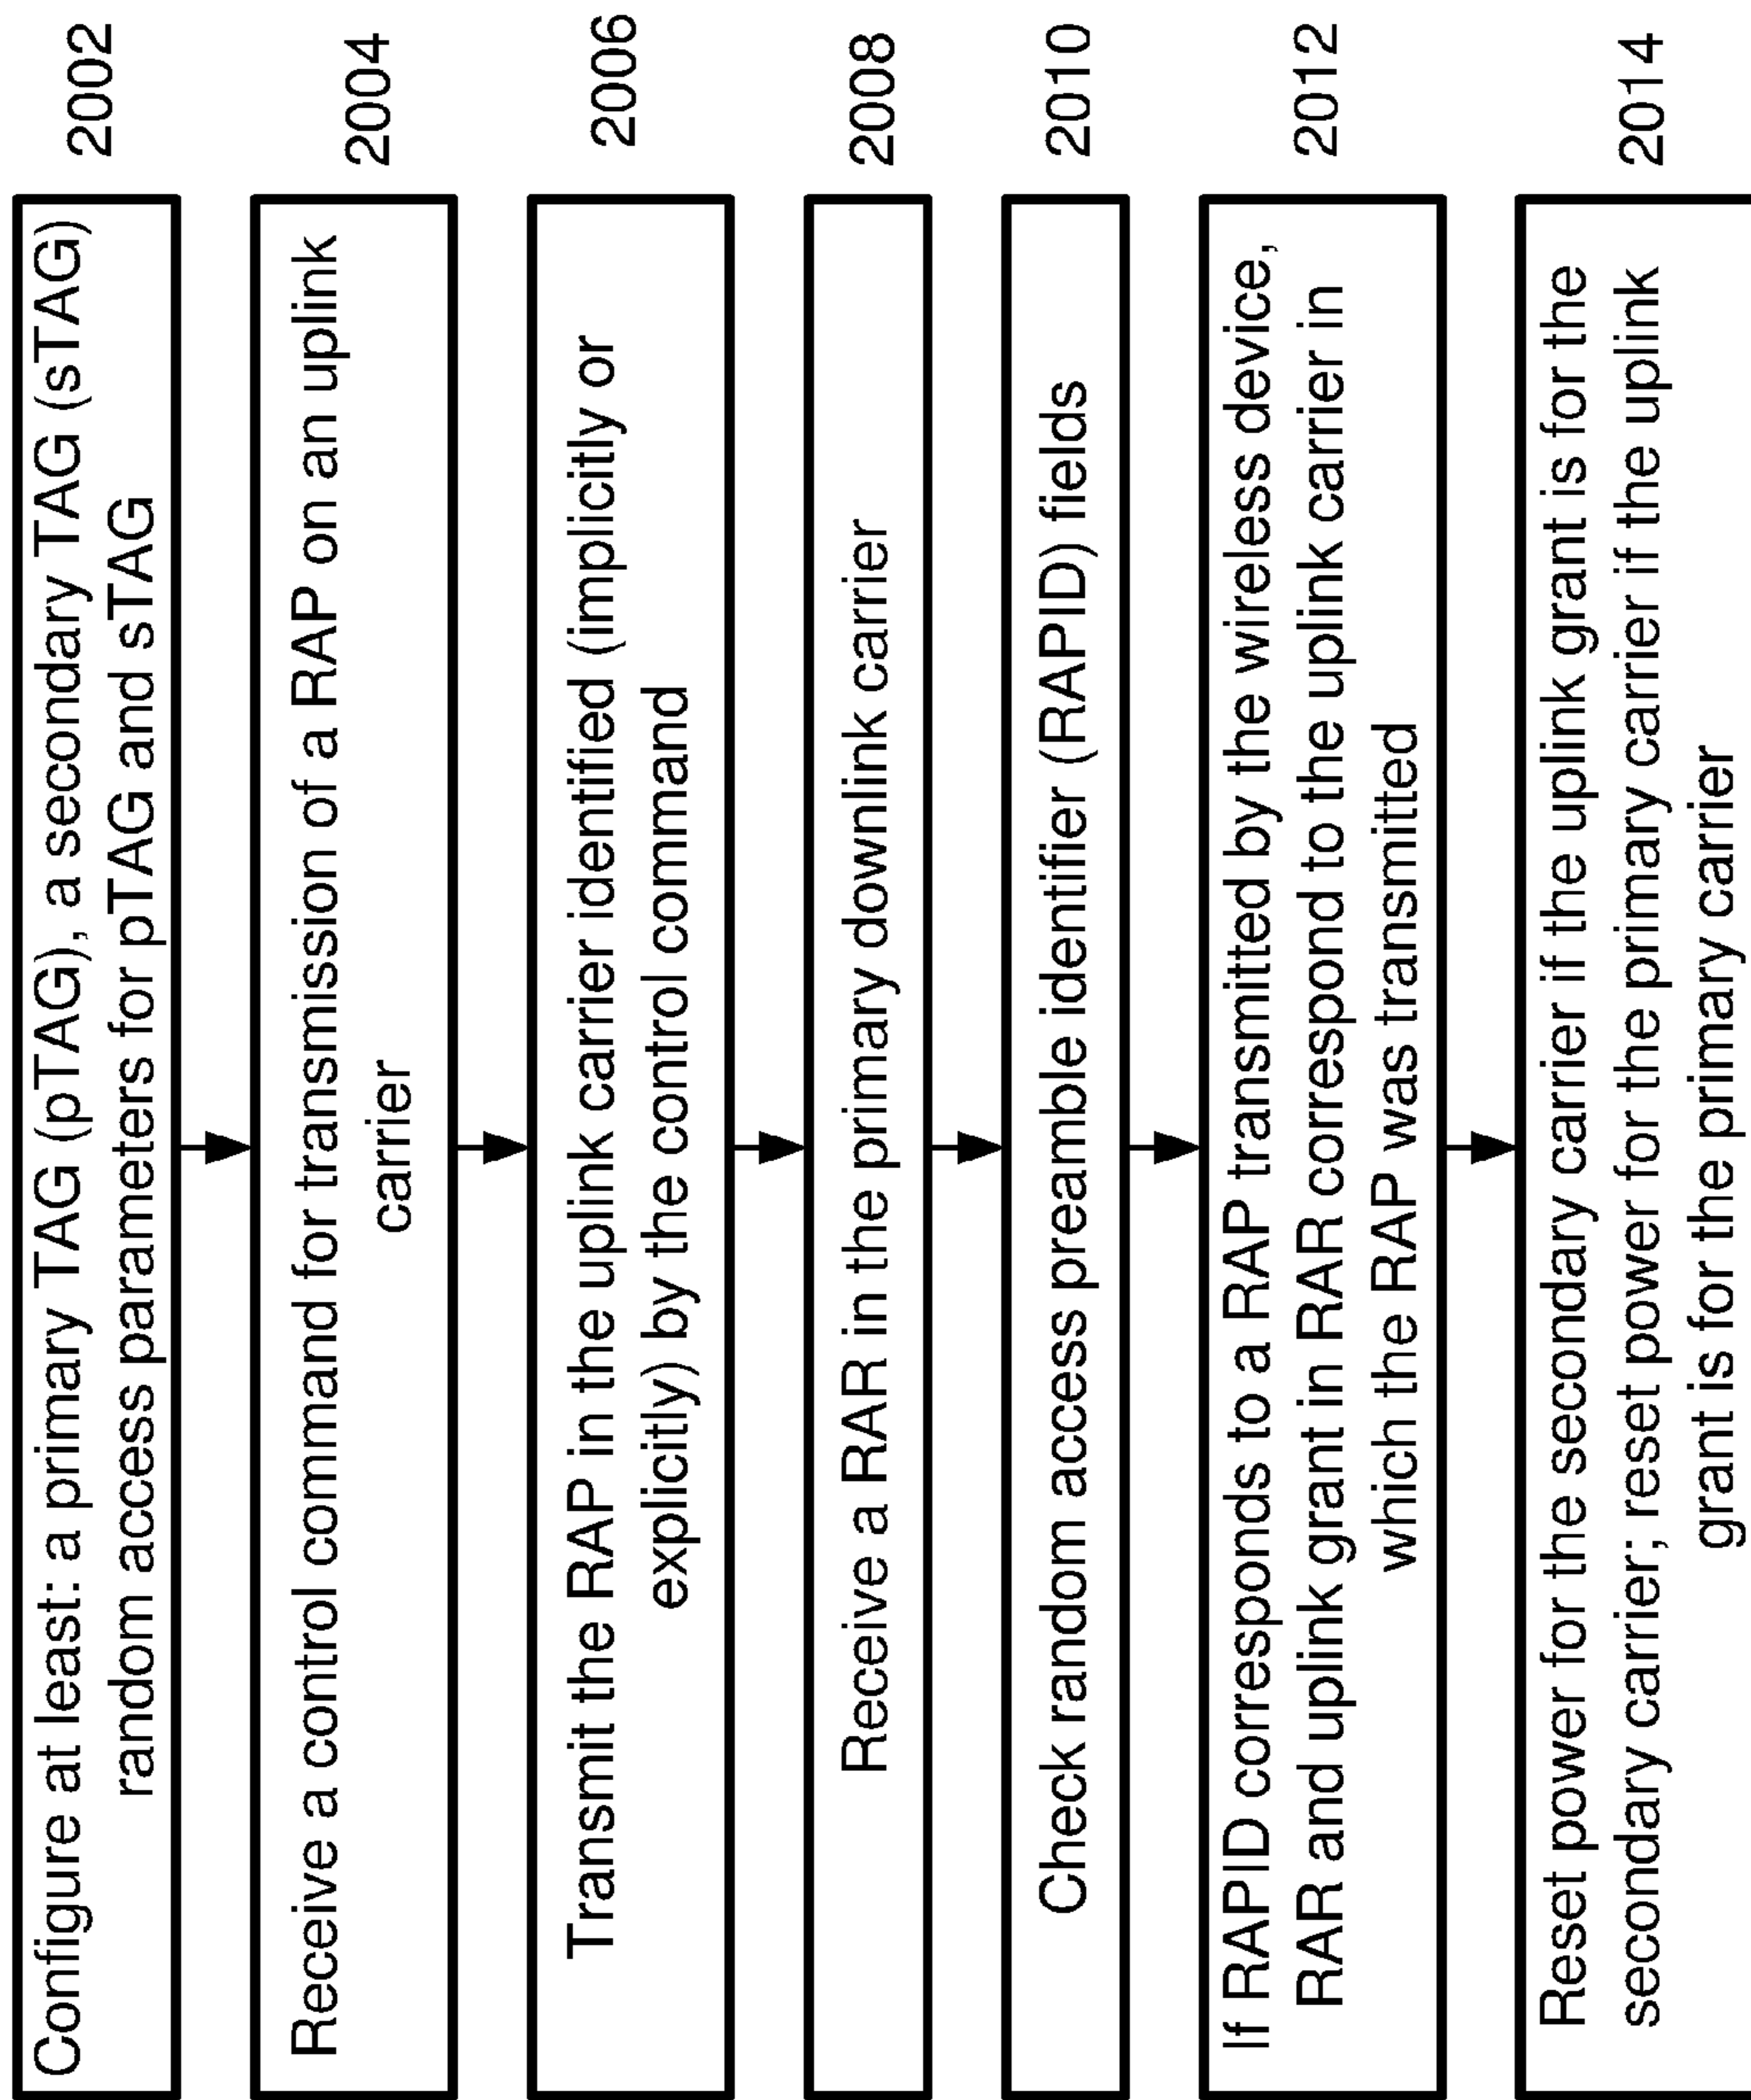 Configure at least: a primary TAG (pTAG), a secondary TAG (sTAG)
random access parameters for pTAG and sTAG
2002
Receive a control command for transmission of a RAP on an uplink
carrier
2004
Transmit the RAP in the uplink carrier identified (implicitly or
explicitly) by the control command
2006
Receive a RAR in the primary downlink carrier
2008
Check random access preamble identifier (RAPID) fields
2010
If RAPID corresponds to a RAP transmitted by the wireless device,
RAR and uplink grant in RAR correspond to the uplink carrier in
which the RAP was transmitted
2012
Reset power for the secondary carrier if the uplink grant is for the
secondary carrier; reset power for the primary carrier if the uplink
grant is for the primary carrier
2014